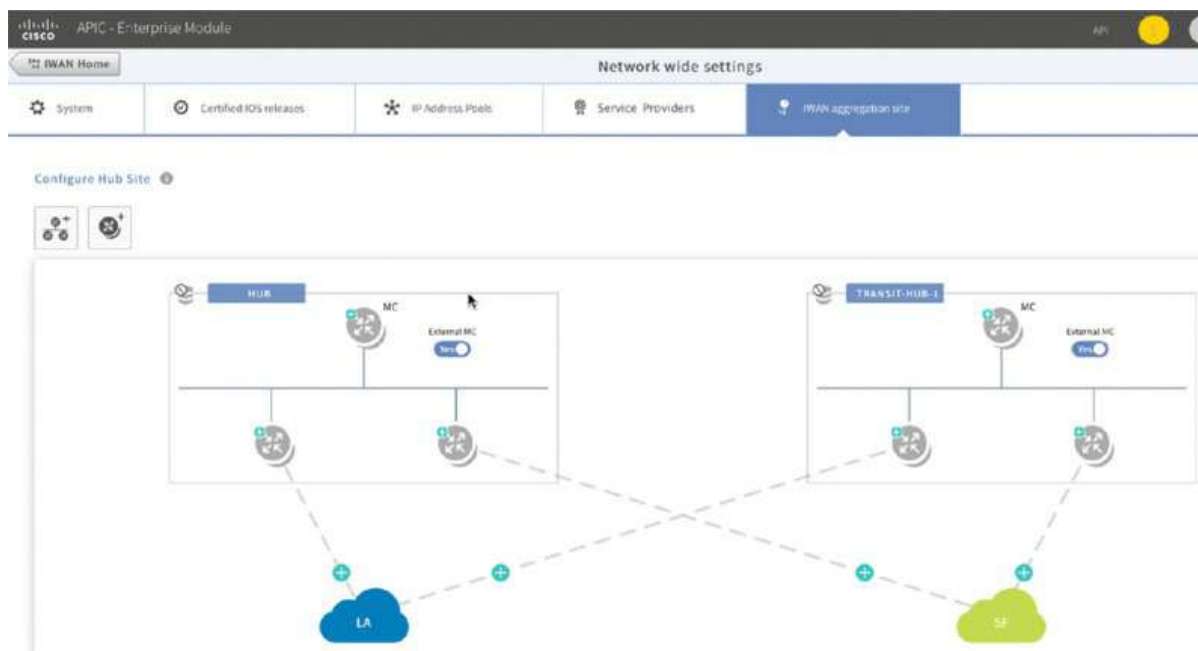 CISCO APIC - Enterprise Module API
IWAN Home Network wide settings
System Certified IOS releases IP Address Pools Service Providers IWAN aggregation site
Configure Hub Site
HUB
MC
External MC
Yes
TRANSIT-HUB-1
MC
External MC
Yes
LA
SF